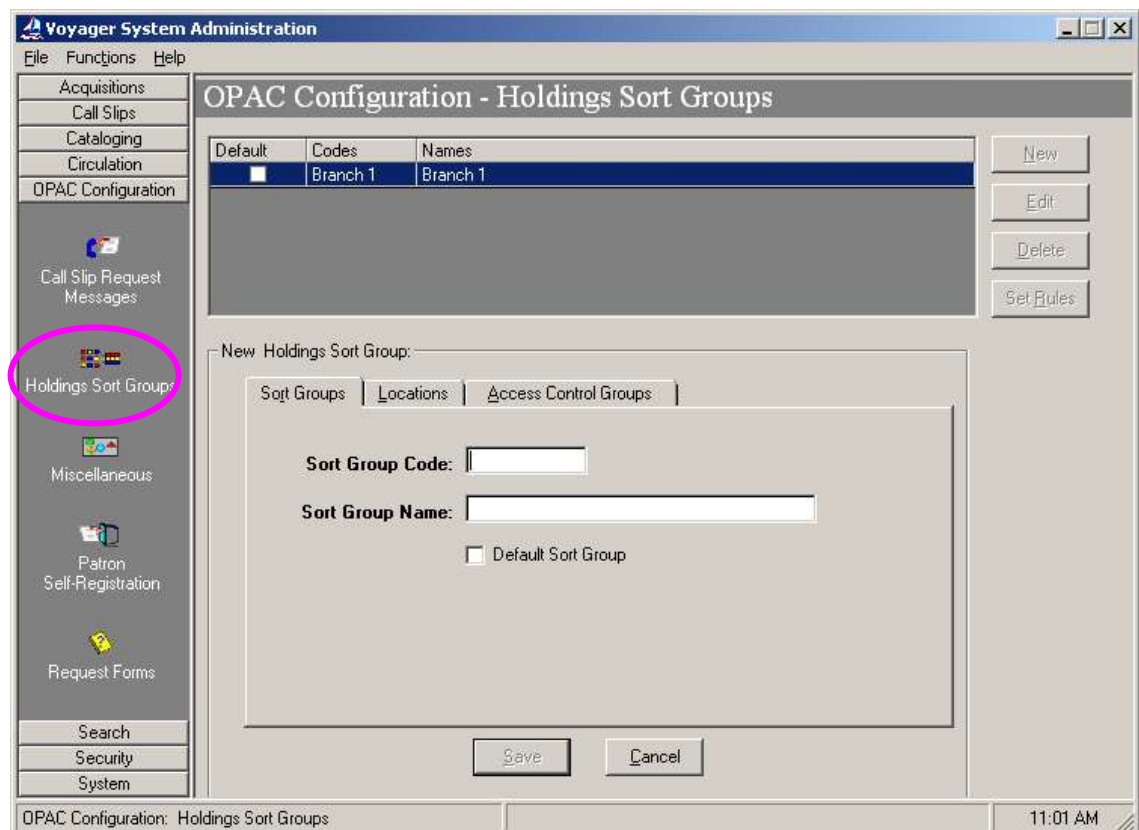 Voyager System Administration
File Functions Help
Acquisitions
Call Slips
Cataloging
Circulation
OPAC Configuration
Call Slip Request
Messages
Holdings Sort Groups
Miscellaneous
Patron
Self-Registration
Request Forms
Search
Security
System
OPAC Configuration - Holdings Sort Groups
Default Codes Names
Branch 1 Branch 1
New
Edit
Delete
Set Rules
New Holdings Sort Group:
Sort Groups Locations Access Control Groups
Sort Group Code:
Sort Group Name:
Default Sort Group
Save Cancel
OPAC Configuration: Holdings Sort Groups 11:01 AM